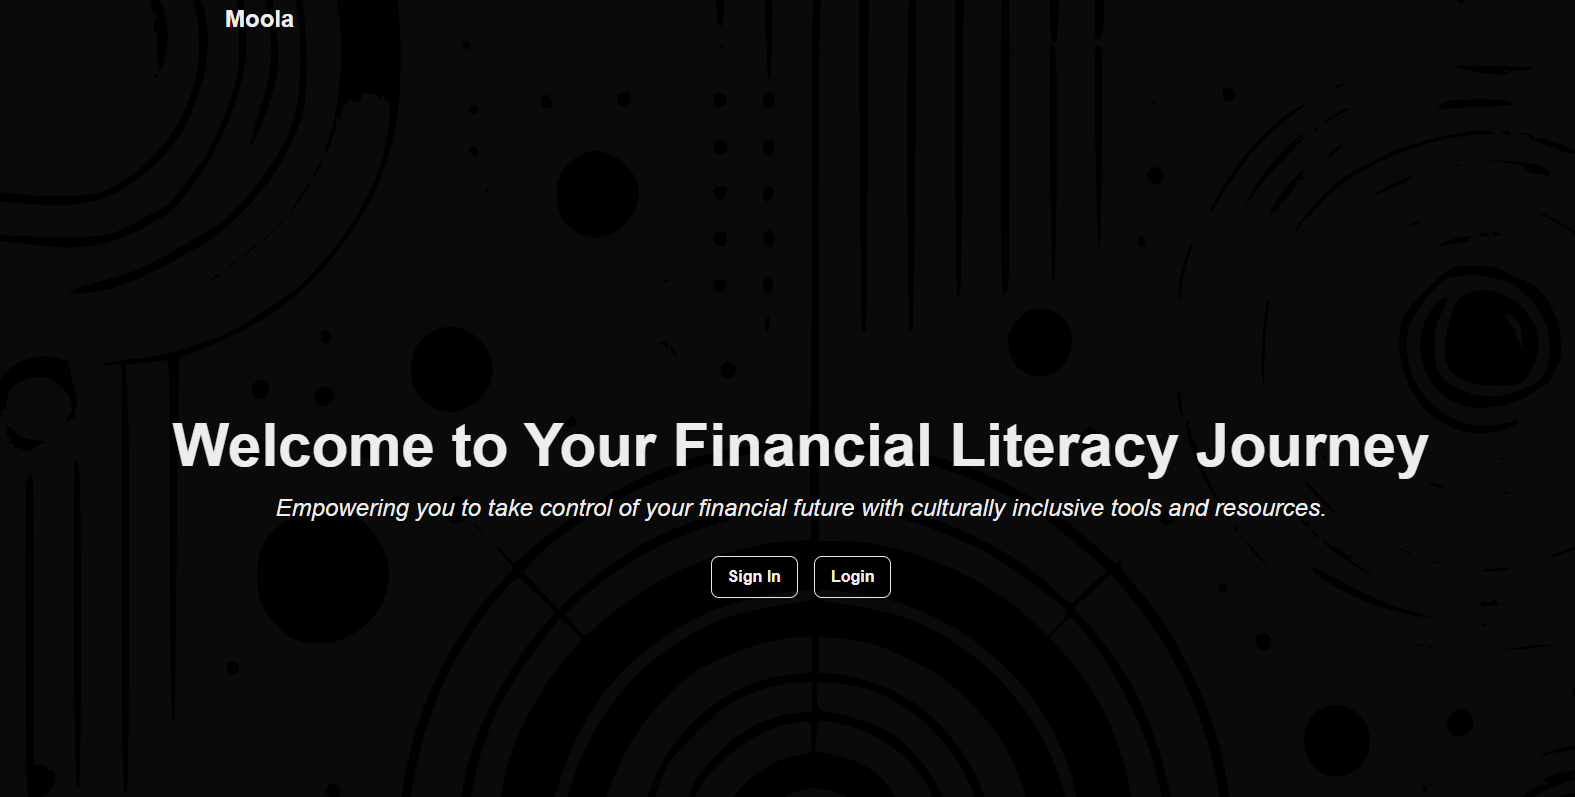 Moola
Welcome to Your Financial Literacy Journey
Empowering you to take control of your financial future with culturally inclusive tools and resources.
Sign In
Login